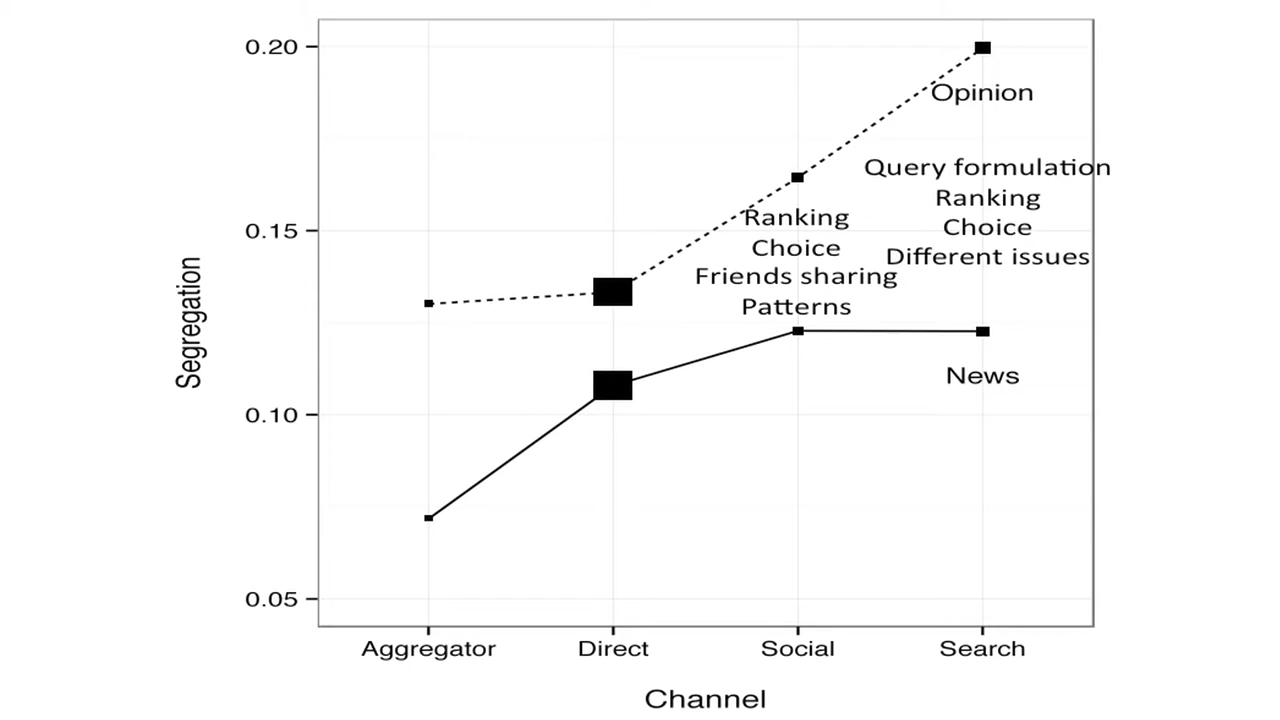 0.20
0.15
0.10
0.05
Segregation
Opinion
Query formulation
Ranking
Choice
Different issues
Ranking
Choice
Friends sharing
Patterns
News
Aggregator
Direct
Social
Search
Channel